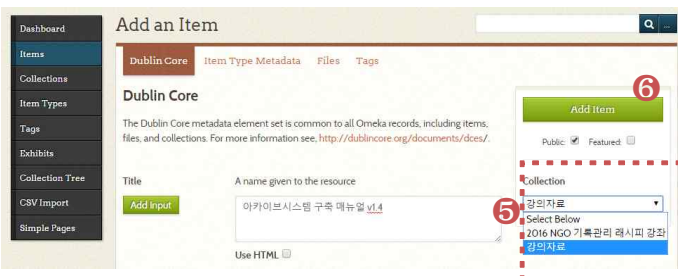 Add an Item
...
Dashboard
Items
Collections
Item Types
Tags
Exhibits
Collection Tree
CSV Import
Simple Pages
Dublin Core Item Type Metadata Files Tags
Dublin Core
The Dublin Core metadata element set is common to all Omeka records, including items,
files, and collections. For more information see, http://dublincore.org/documents/dces/.
Title
Add Input
A name given to the resource
아카이브시스템 구축 매뉴얼 v1.4
Use HTML
6
Add Item
Public: Featured:
5
Collection
강의자료
Select Below
2016 NGO 기록관리 래시피 강좌
강의자료